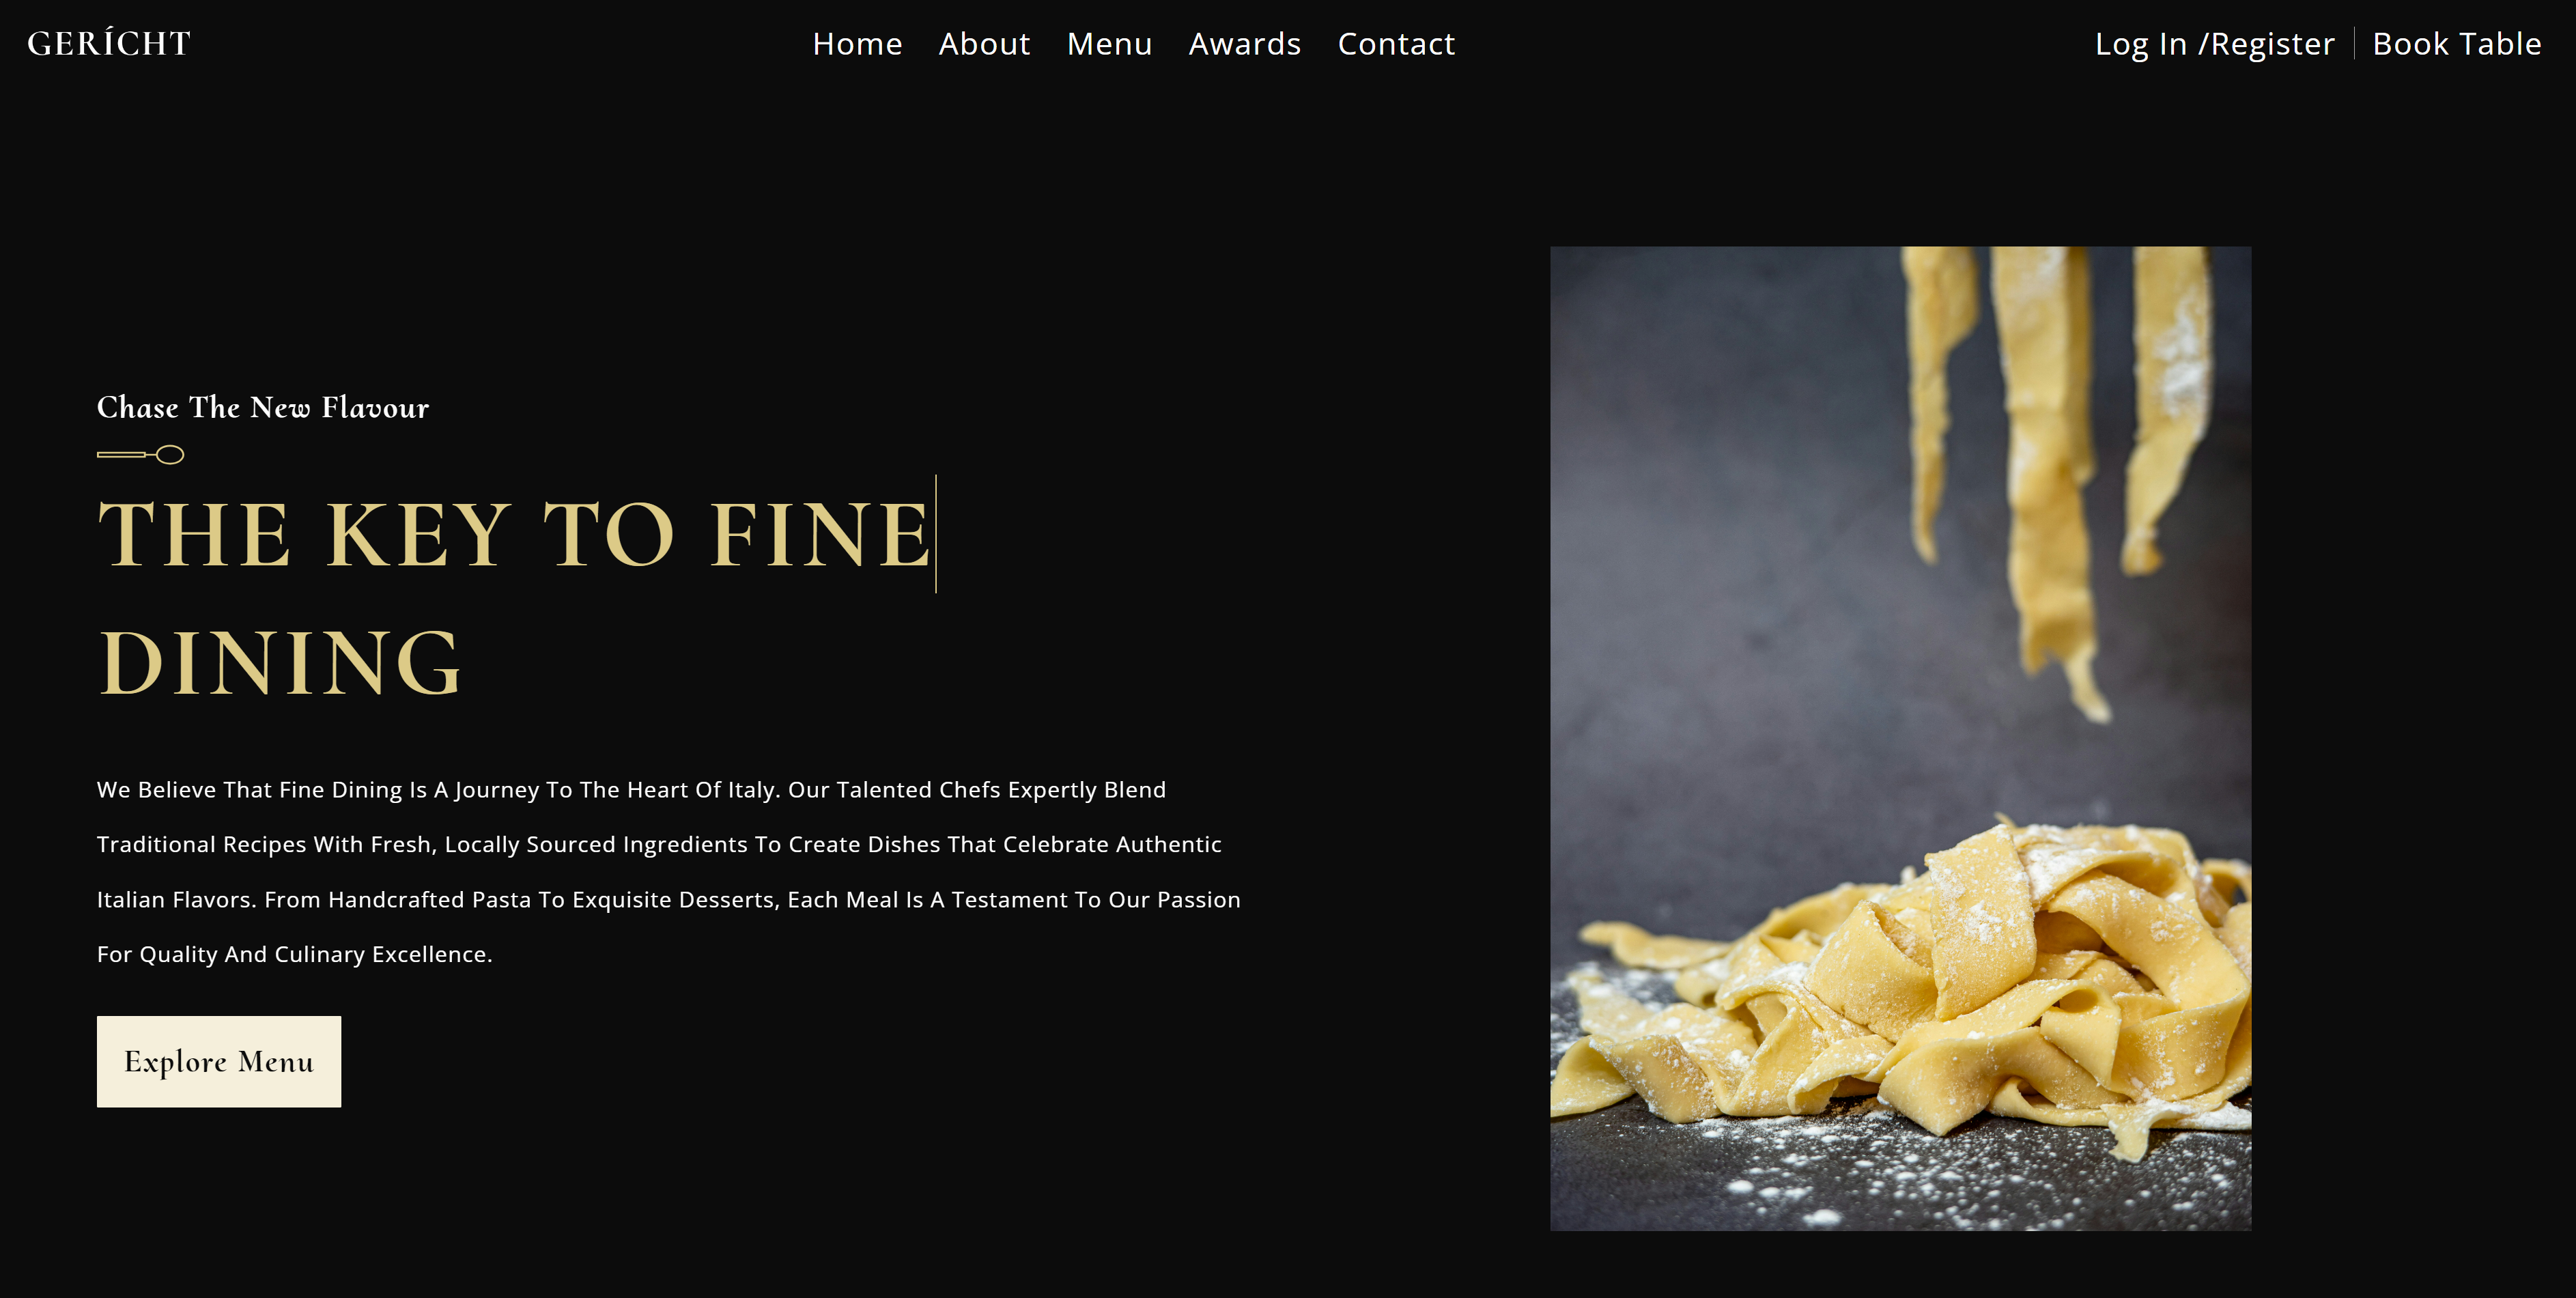 GERÍCHT
Home About Menu Awards Contact
Log In /Register Book Table
Chase The New Flavour
THE KEY TO FINE
DINING
We Believe That Fine Dining Is A Journey To The Heart Of Italy. Our Talented Chefs Expertly Blend
Traditional Recipes With Fresh, Locally Sourced Ingredients To Create Dishes That Celebrate Authentic
Italian Flavors. From Handcrafted Pasta To Exquisite Desserts, Each Meal Is A Testament To Our Passion
For Quality And Culinary Excellence.
Explore Menu